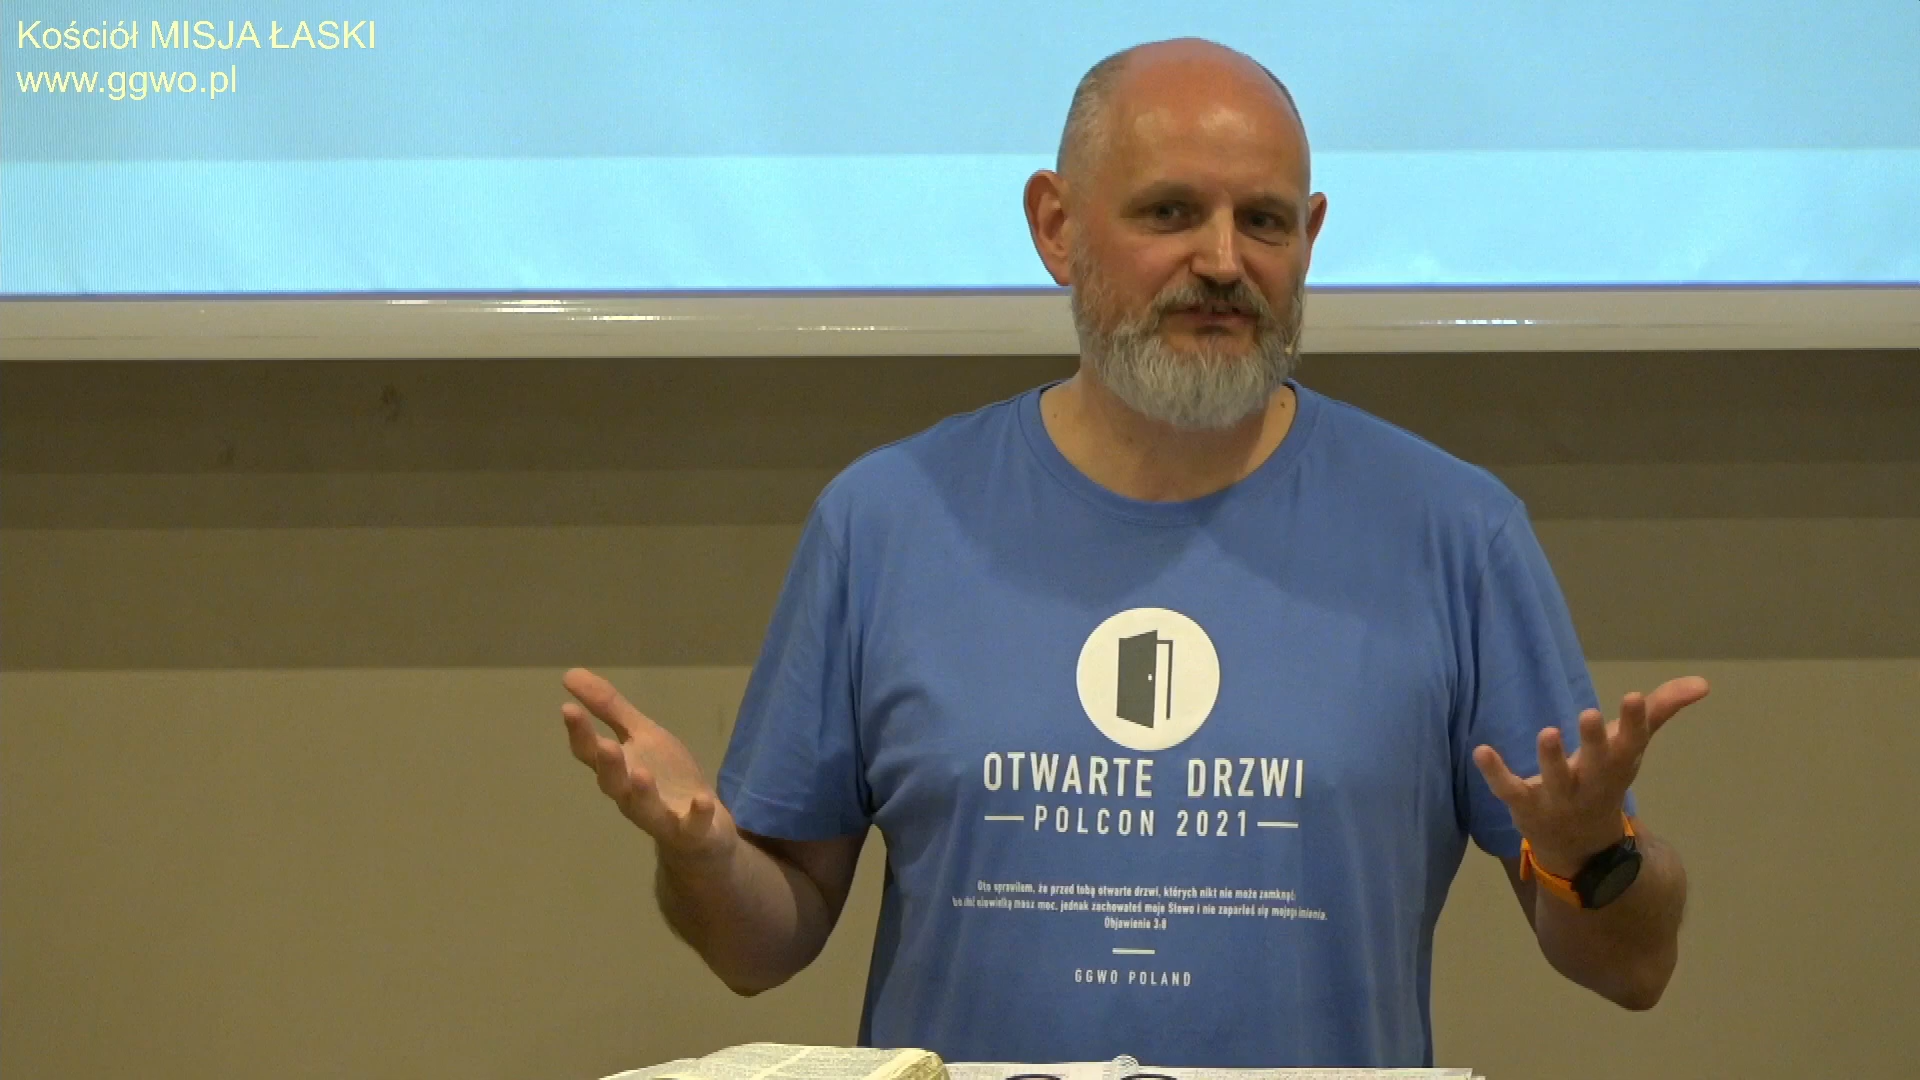 Kościół MISJA ŁASKI
www.ggwo.pl
OTWARTE DRZWI
POLCON 2021
Oto sprawiłem, że przed tobą otwarte drzwi, których nikt nie może zamknąć;
niewielką masz moc, jednak zachowałeś moje Słowo i nie zaparłeś się mojego imienia.
Objawienie 3:8
GGWO POLAND